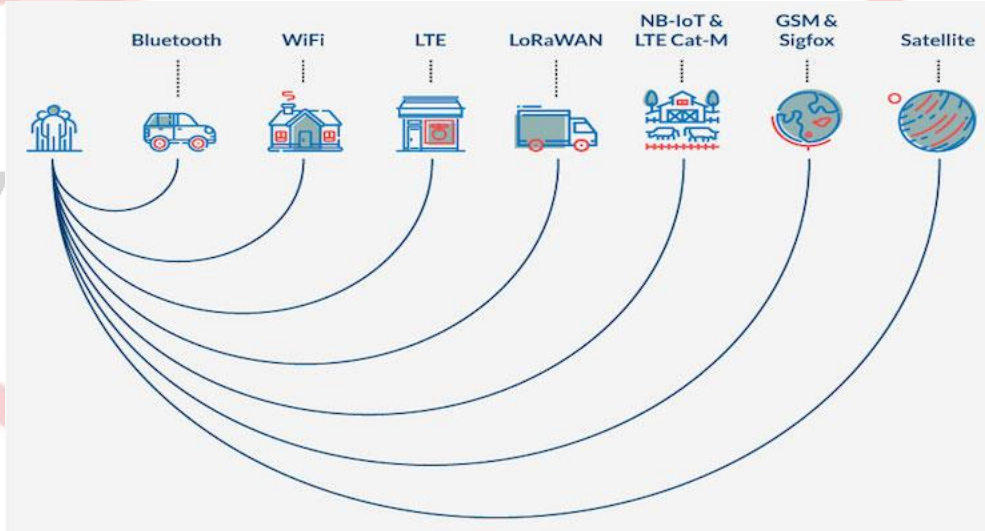 Bluetooth
WiFi
LTE
LoRaWAN
NB-IoT &
LTE Cat-M
GSM &
Sigfox
Satellite